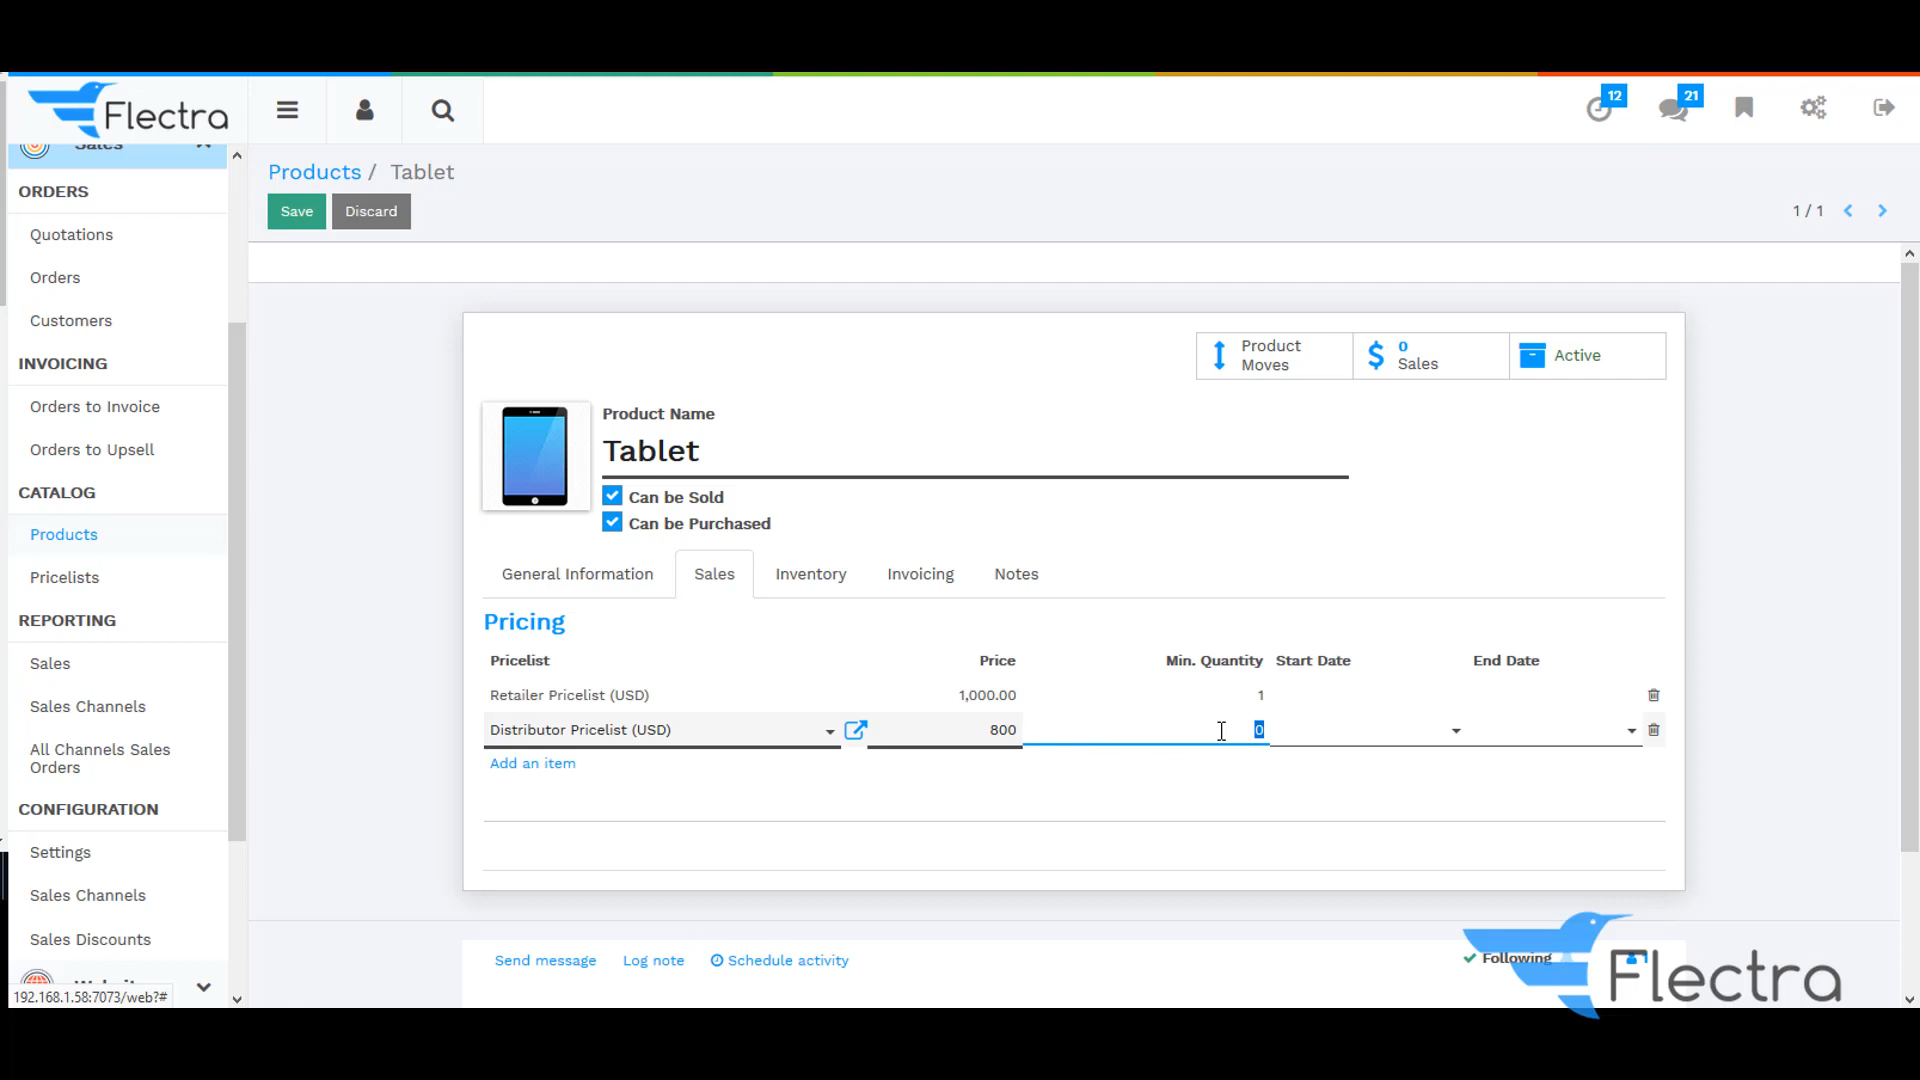 12
21
Flectra
Sales
ORDERS
Quotations
Orders
Customers
INVOICING
Orders to Invoice
Orders to Upsell
CATALOG
Products
Pricelists
REPORTING
Sales
Sales Channels
All Channels Sales
Orders
CONFIGURATION
Settings
Sales Channels
Sales Discounts
192.168.1.58:7073/web?#
Products / Tablet
Save Discard
1 / 1
Product
Moves
0
Sales
Active
Product Name
Tablet
Can be Sold
Can be Purchased
General Information Sales Inventory Invoicing Notes
Pricing
Pricelist Price Min. Quantity Start Date End Date
Retailer Pricelist (USD) 1,000.00 1
Distributor Pricelist (USD) 800 0
Add an item
Send message Log note Schedule activity
Following
Flectra